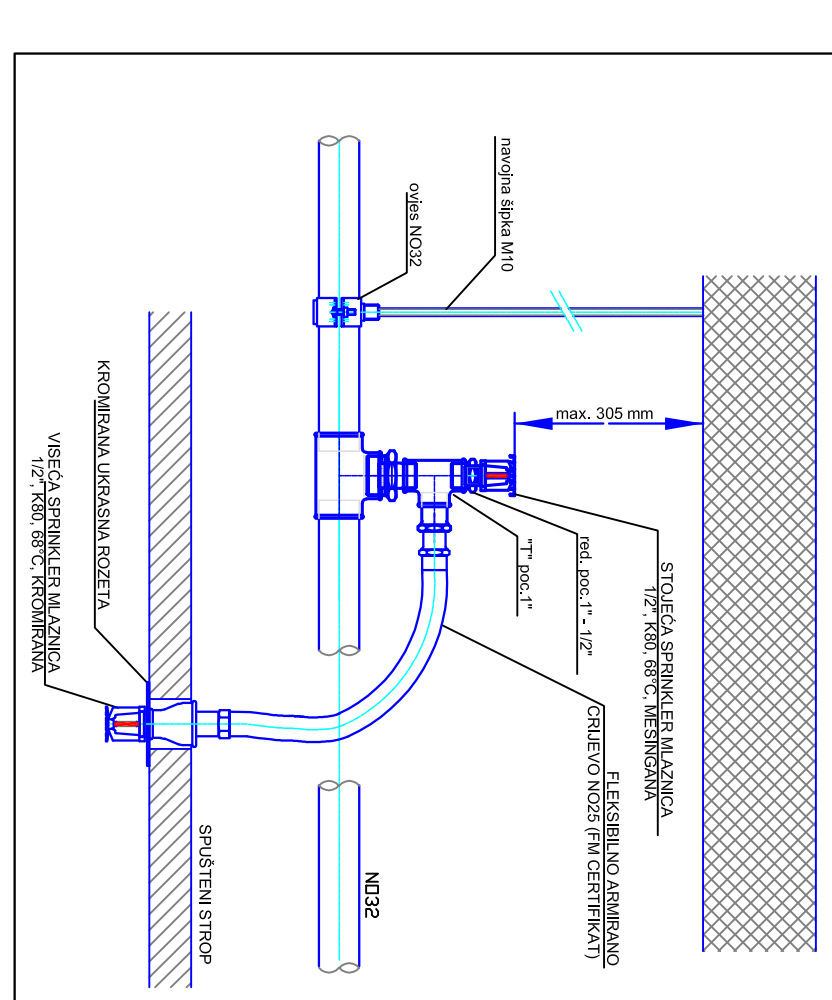 navojna šipka M10
ovjes NO32
max. 305 mm
STOJEĆA SPRINKLER MLAZNICA
1/2", K80, 68°C, MESINGANA
red. poc.1" - 1/2"
"T" poc.1"
FLEKSIBILNO ARMIRANO
CRIJEVO NO25 (FM CERTIFIKAT)
KROMIRANA UKRASNA ROZETA
VISEĆA SPRINKLER MLAZNICA
1/2", K80, 68°C, KROMIRANA
SPUŠTENI STROP
NO32